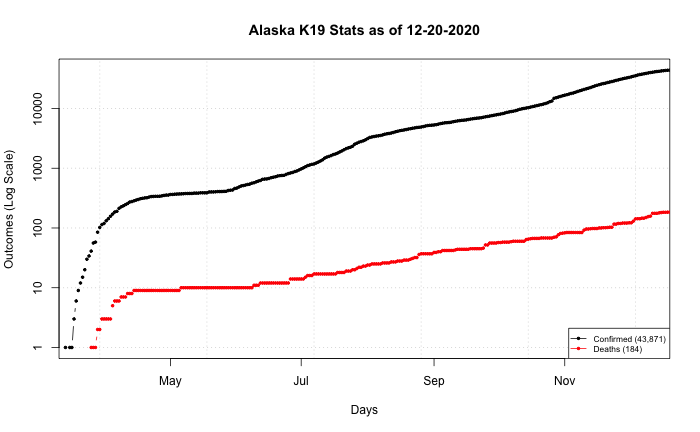 Alaska K19 Stats as of 12-20-2020
Outcomes (Log Scale)
10000
1000
100
10
1
May Jul Sep Nov
Days
Confirmed (43,871)
Deaths (184)